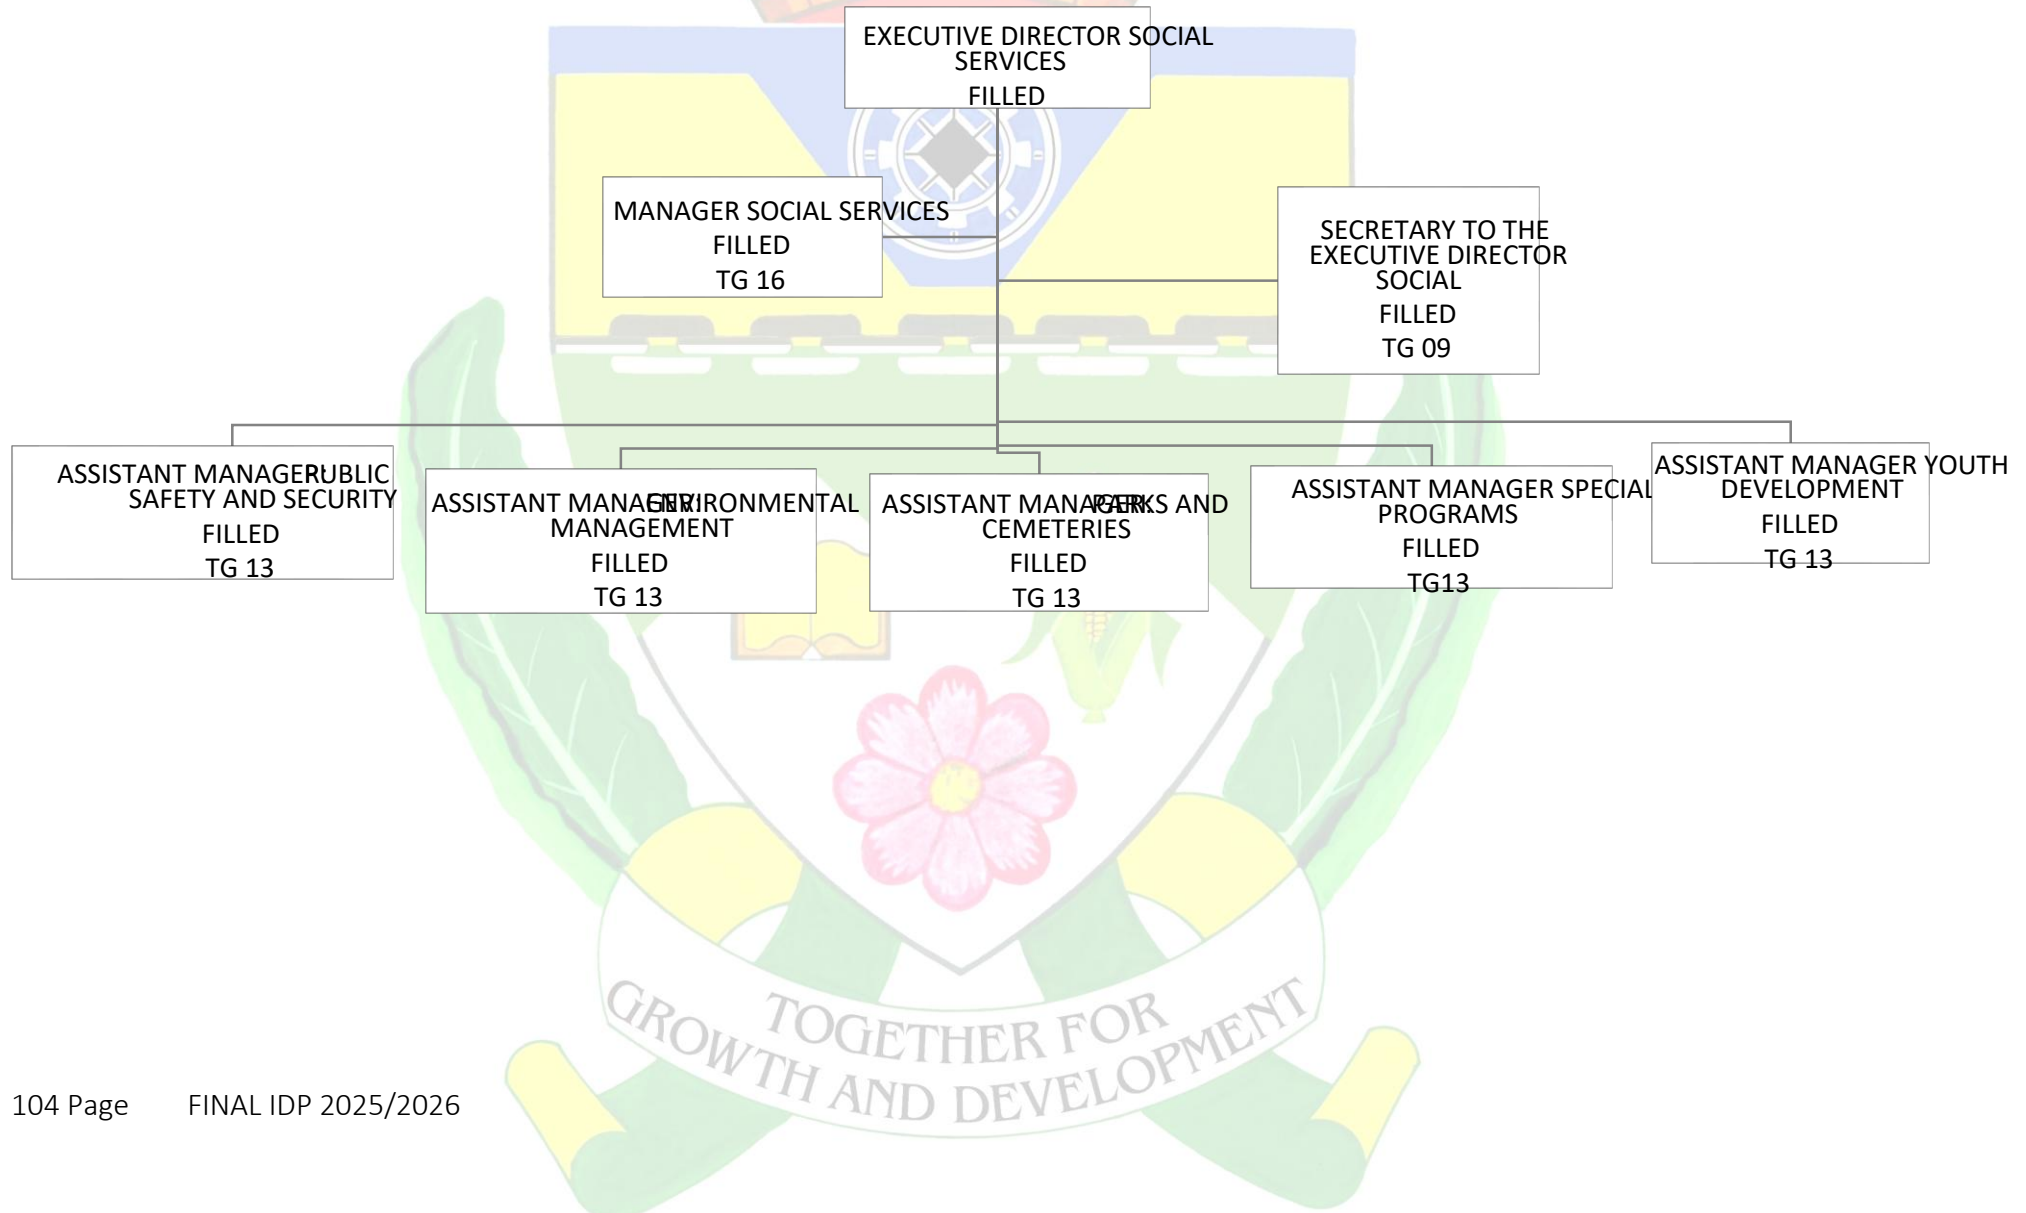 EXECUTIVE DIRECTOR SOCIAL
SERVICES
FILLED
MANAGER SOCIAL SERVICES
FILLED
TG 16
SECRETARY TO THE
EXECUTIVE DIRECTOR
SOCIAL
FILLED
TG 09
ASSISTANT MANAGER: PUBLIC
SAFETY AND SECURITY
FILLED
TG 13
ASSISTANT MANAGER: ENVIRONMENTAL
MANAGEMENT
FILLED
TG 13
ASSISTANT MANAGER: PARKS AND
CEMETERIES
FILLED
TG 13
ASSISTANT MANAGER SPECIAL
PROGRAMS
FILLED
TG13
ASSISTANT MANAGER YOUTH
DEVELOPMENT
FILLED
TG 13
TOGETHER FOR
GROWTH AND DEVELOPMENT
104 Page FINAL IDP 2025/2026